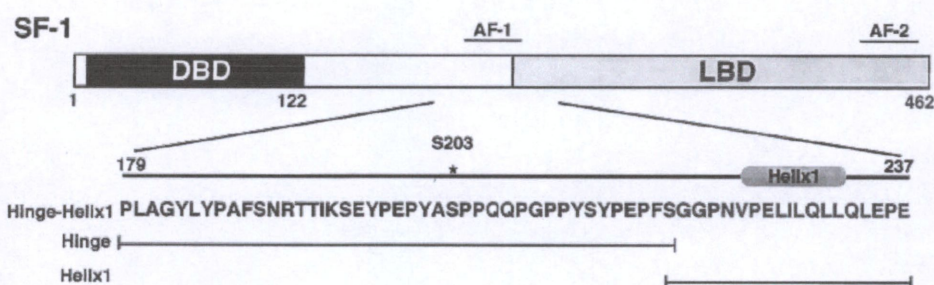 SF-1
AF-1 AF-2
DBD LBD
1 122 462
S203
179 * 237
Helix1
Hinge-Helix1 PLAGYLYPAFSNRTTIKSEYPEPYASPPQQPGPPYSYPEPFSGGPNVPELILQLLQLEPE
Hinge
Helix1